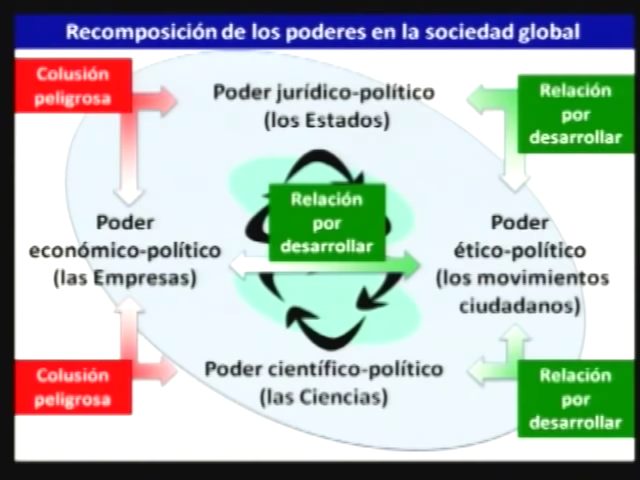 Recomposición de los poderes en la sociedad global
Colusión
peligrosa
Poder jurídico-político
(los Estados)
Relación
por
desarrollar
Relación
por
desarrollar
Poder
económico-político
(las Empresas)
Poder
ético-político
(los movimientos
ciudadanos)
Colusión
peligrosa
Poder científico-político
(las Ciencias)
Relación
por
desarrollar